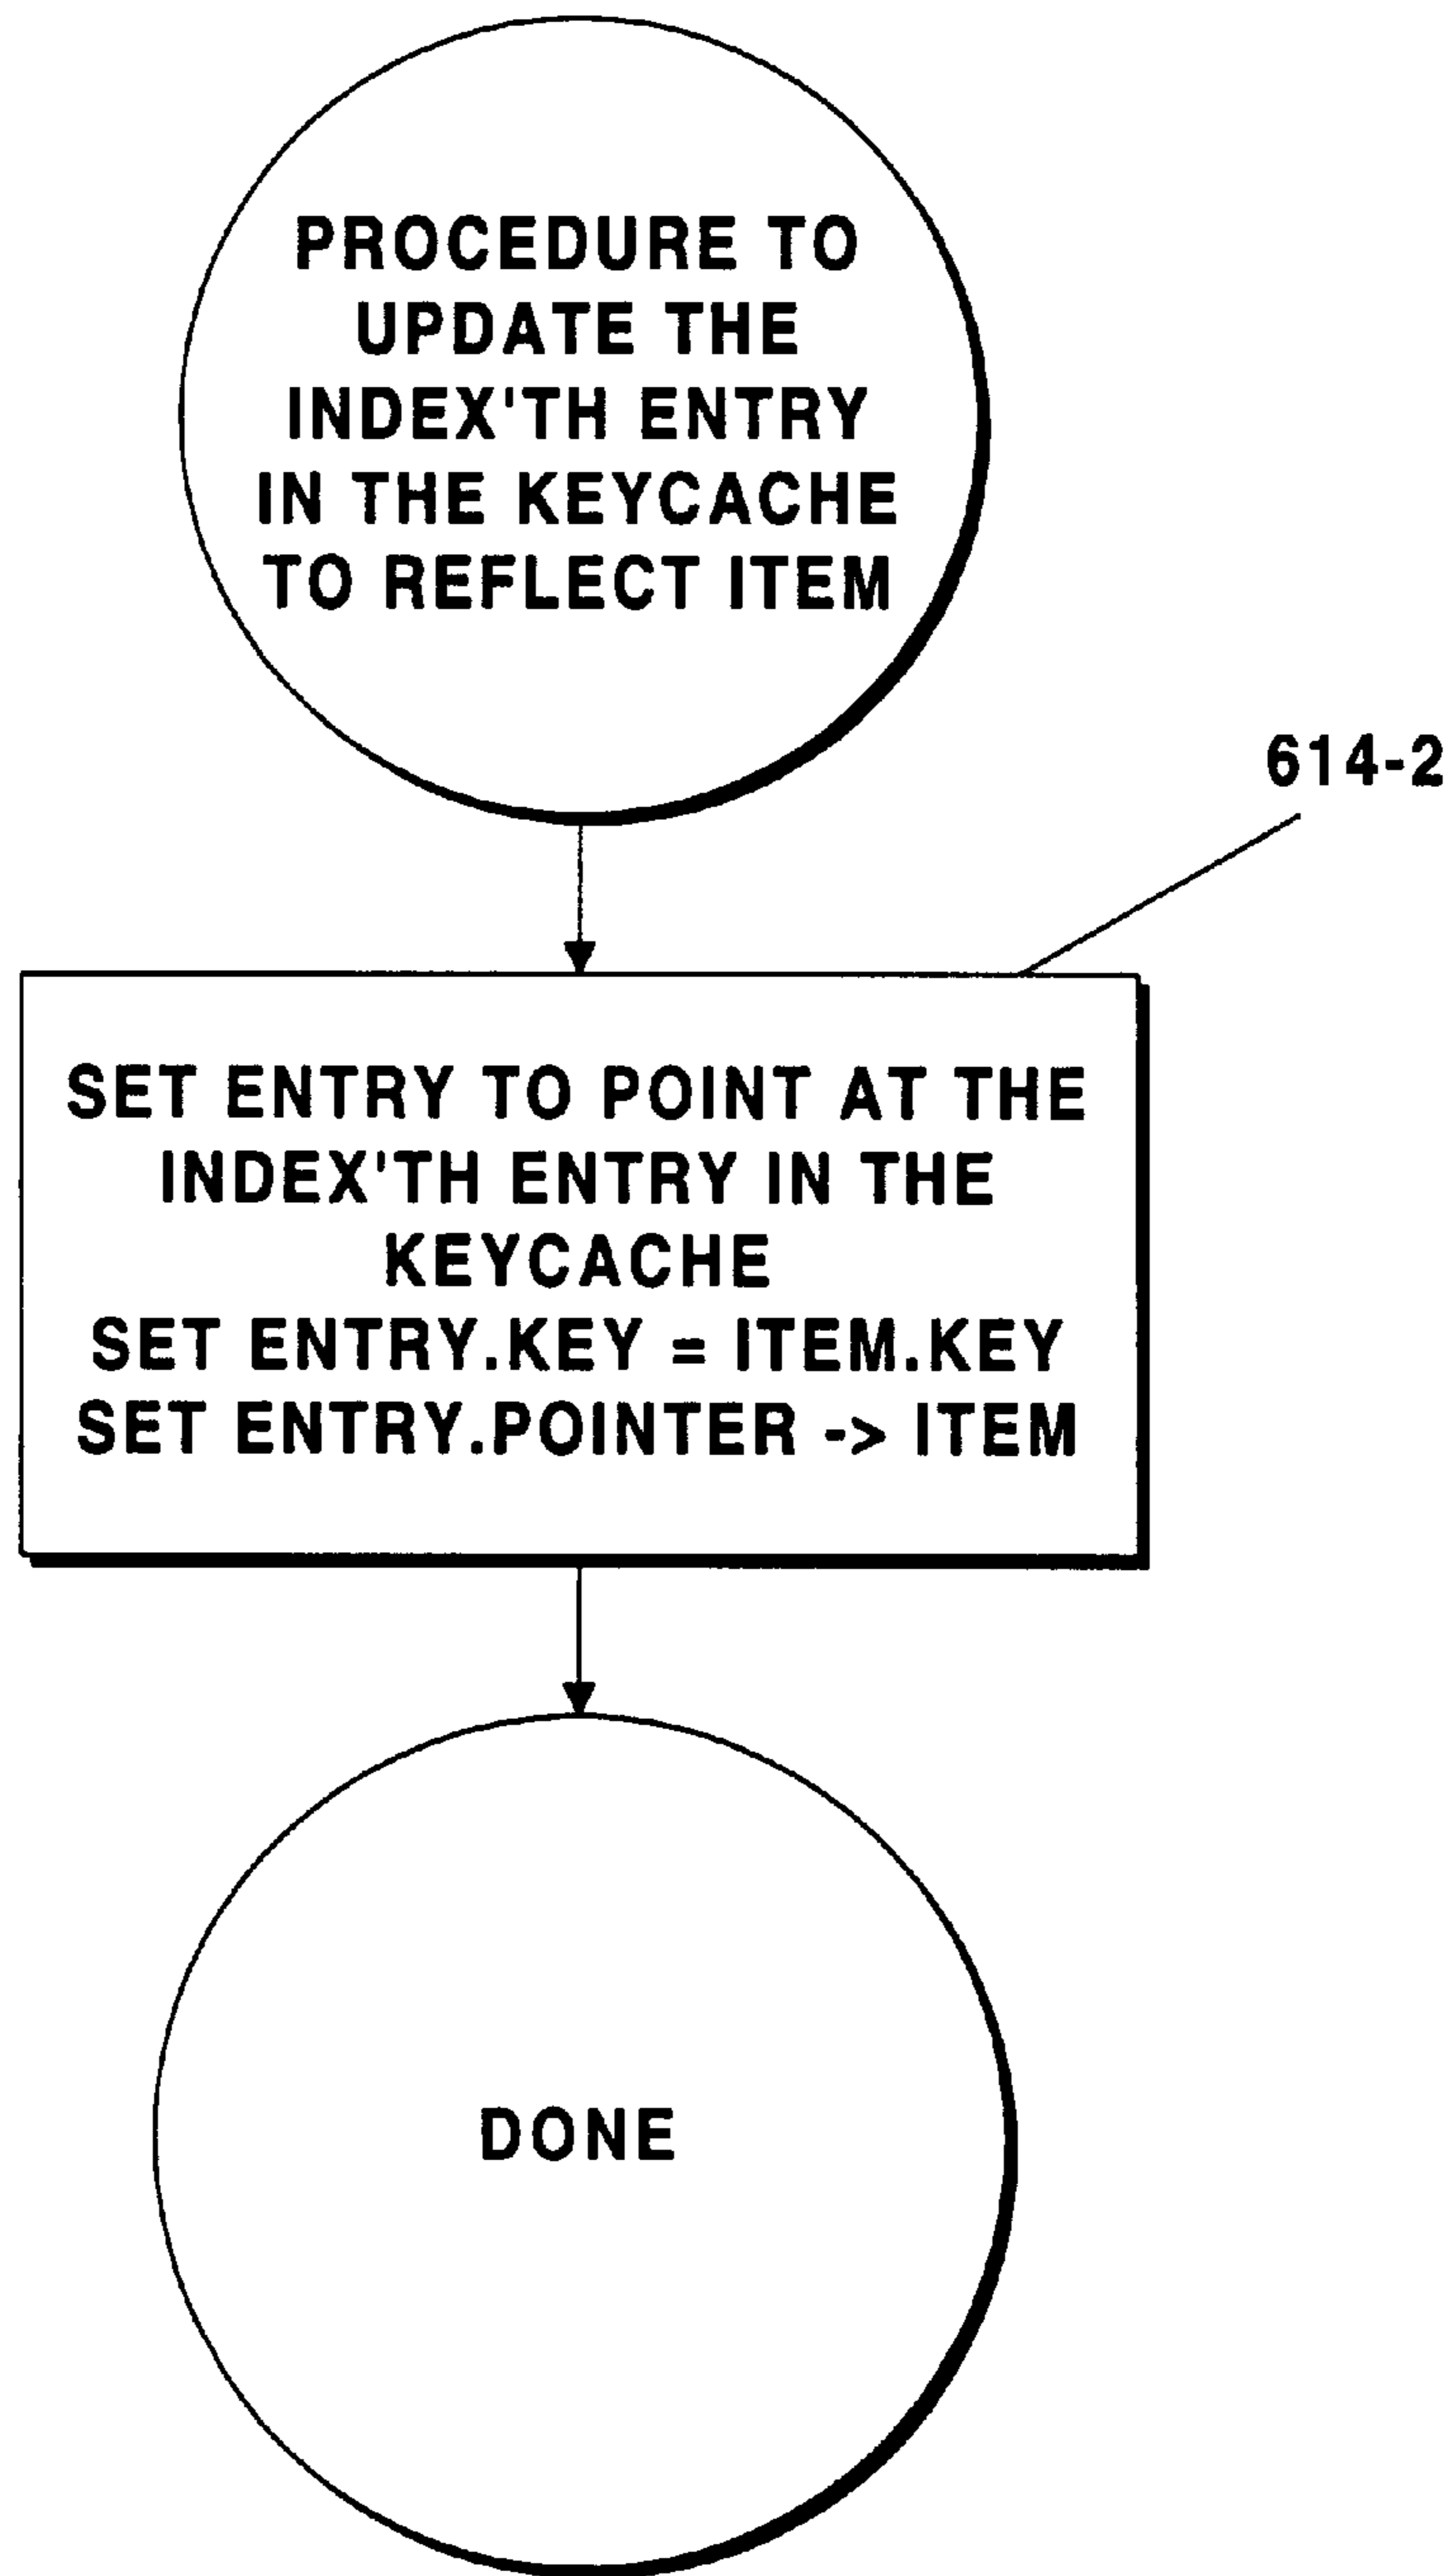 PROCEDURE TO
UPDATE THE
INDEX'TH ENTRY
IN THE KEYCACHE
TO REFLECT ITEM
614-2
SET ENTRY TO POINT AT THE
INDEX'TH ENTRY IN THE
KEYCACHE
SET ENTRY.KEY = ITEM.KEY
SET ENTRY.POINTER -> ITEM
DONE